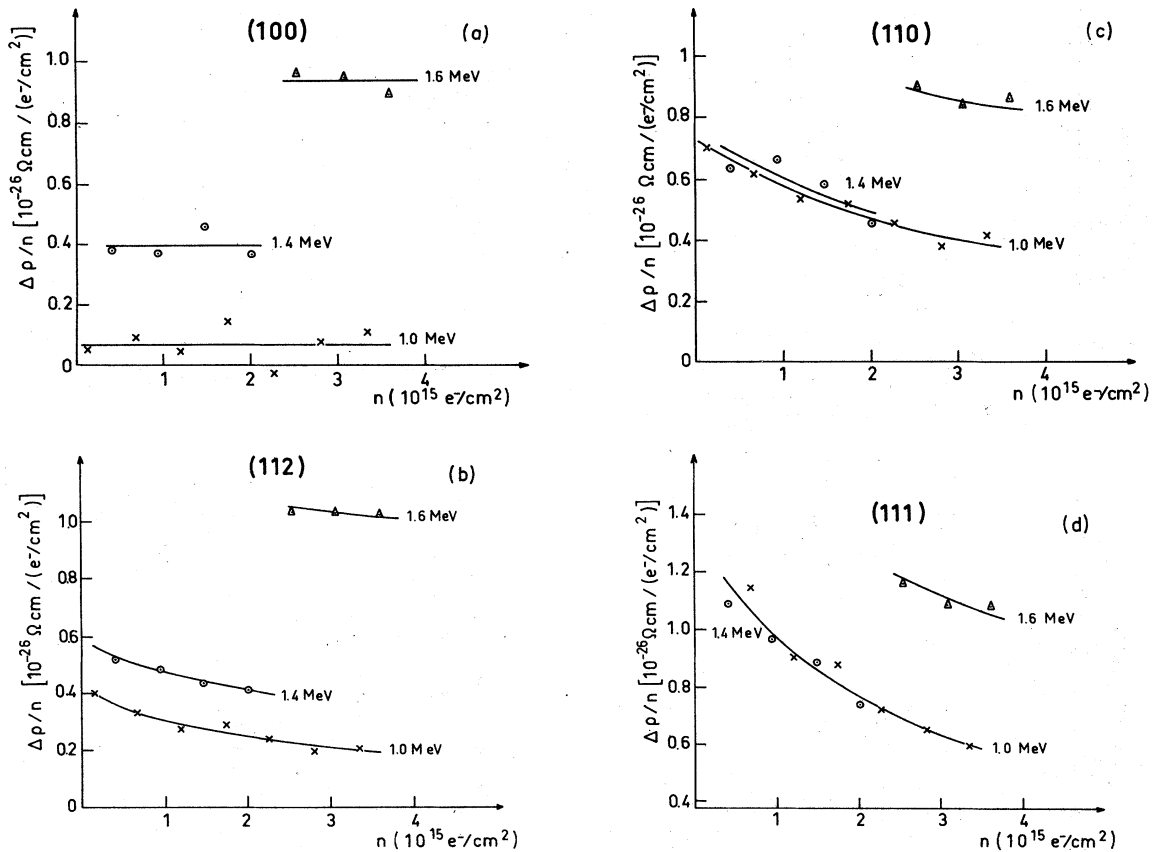 (100)
(a)
Δρ/n [10⁻²⁶ Ωcm/(e⁻/cm²)]
1.0
0.8
0.6
0.4
0.2
0
1.6 MeV
1.4 MeV
1.0 MeV
1
2
3
4
n (10¹⁵ e⁻/cm²)
(110)
(c)
Δρ/n [10⁻²⁶ Ωcm/(e⁻/cm²)]
1
0.8
0.6
0.4
0.2
0
1.6 MeV
1.4 MeV
1.0 MeV
1
2
3
4
n (10¹⁵ e⁻/cm²)
(112)
(b)
Δρ/n [10⁻²⁶ Ωcm/(e⁻/cm²)]
1.0
0.8
0.6
0.4
0.2
0
1.6 MeV
1.4 MeV
1.0 MeV
1
2
3
4
n (10¹⁵ e⁻/cm²)
(111)
(d)
Δρ/n [10⁻²⁶ Ωcm/(e⁻/cm²)]
1.4
1.2
1.0
0.8
0.6
0.4
1.6 MeV
1.4 MeV
1.0 MeV
1
2
3
4
n (10¹⁵ e⁻/cm²)